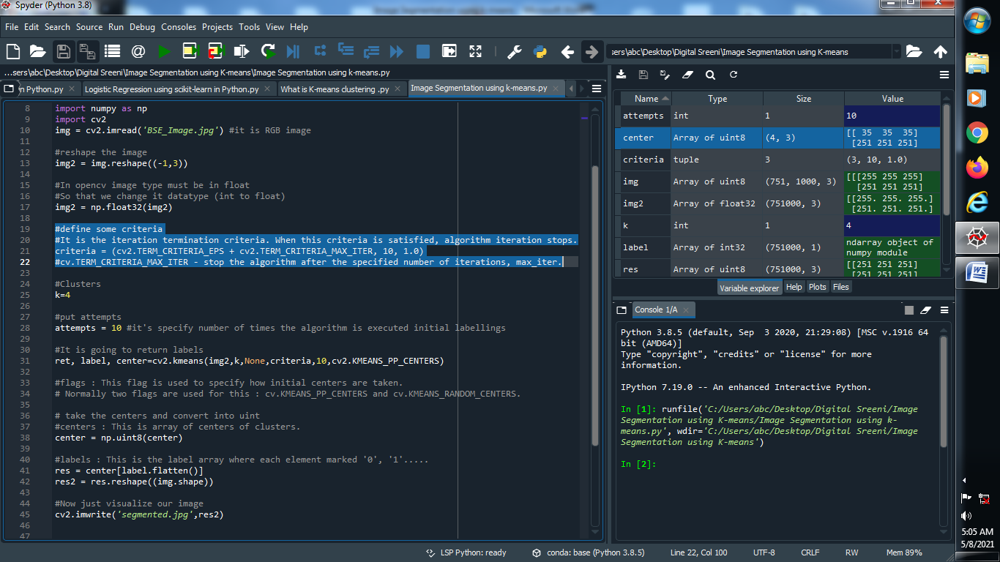 Spyder (Python 3.8)
File Edit Search Source Run Debug Consoles Projects Tools View Help
sers\abc\Desktop\Digital Sreeni\Image Segmentation using K-means
...sers\abc\Desktop\Digital Sreeni\Image Segmentation using K-means\Image Segmentation using k-means.py
n Python.py Logistic Regression using scikit-learn in Python.py What is K-means clustering .py Image Segmentation using k-means.py
8 import numpy as np
9 import cv2
10 img = cv2.imread('BSE_Image.jpg') #it is RGB image
11
12 #reshape the image
13 img2 = img.reshape((-1,3))
14
15 #In opencv image type must be in float
16 #So that we change it datatype (int to float)
17 img2 = np.float32(img2)
18
19 #define some criteria
20 #It is the iteration termination criteria. When this criteria is satisfied, algorithm iteration stops.
21 criteria = (cv2.TERM_CRITERIA_EPS + cv2.TERM_CRITERIA_MAX_ITER, 10, 1.0)
22 #cv.TERM_CRITERIA_MAX_ITER - stop the algorithm after the specified number of iterations, max_iter.
23
24 #Clusters
25 k=4
26
27 #put attempts
28 attempts = 10 #it's specify number of times the algorithm is executed initial labellings
29
30 #It is going to return labels
31 ret, label, center=cv2.kmeans(img2,k,None,criteria,10,cv2.KMEANS_PP_CENTERS)
32
33 #flags : This flag is used to specify how initial centers are taken.
34 # Normally two flags are used for this : cv.KMEANS_PP_CENTERS and cv.KMEANS_RANDOM_CENTERS.
35
36 # take the centers and convert into uint
37 #centers : This is array of centers of clusters.
38 center = np.uint8(center)
39
40 #labels : This is the label array where each element marked '0', '1'.....
41 res = center[label.flatten()]
42 res2 = res.reshape((img.shape))
43
44 #Now just visualize our image
45 cv2.imwrite('segmented.jpg',res2)
46
47
Name Type Size Value
attempts int 1 10
center Array of uint8 (4, 3) [[ 35 35 35]
[251 251 251]
criteria tuple 3 (3, 10, 1.0)
img Array of uint8 (751, 1000, 3) [[[255 255 255]
[251 251 251]
img2 Array of float32 (751000, 3) [[255. 255. 255.]
[251. 251. 251.]
k int 1 4
label Array of int32 (751000, 1) ndarray object of
numpy module
res Array of uint8 (751000, 3) [[251 251 251]
[251 251 251]
Variable explorer Help Plots Files
Console 1/A
Python 3.8.5 (default, Sep 3 2020, 21:29:08) [MSC v.1916 64
bit (AMD64)]
Type "copyright", "credits" or "license" for more
information.
IPython 7.19.0 -- An enhanced Interactive Python.
In [1]: runfile('C:/Users/abc/Desktop/Digital Sreeni/Image
Segmentation using K-means/Image Segmentation using k-
means.py', wdir='C:/Users/abc/Desktop/Digital Sreeni/Image
Segmentation using K-means')
In [2]:
LSP Python: ready conda: base (Python 3.8.5) Line 22, Col 100 UTF-8 CRLF RW Mem 89%
5:05 AM
5/8/2021